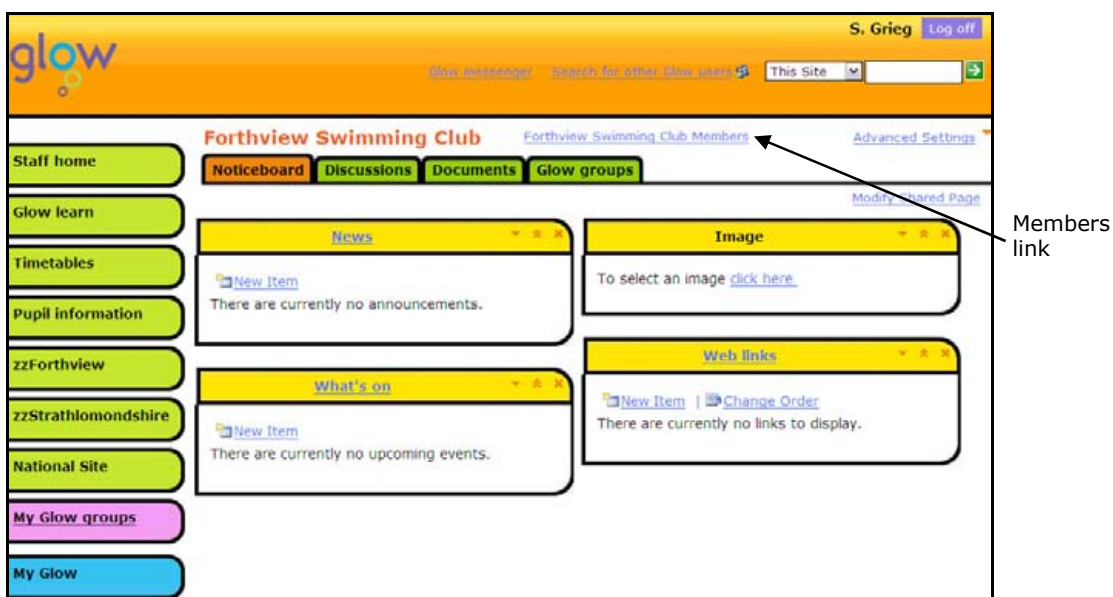 glow
S. Grieg Log off
Glow messenger Search for other Glow users This Site
Forthview Swimming Club Forthview Swimming Club Members Advanced Settings
Noticeboard Discussions Documents Glow groups
Modify Shared Page
Staff home
Glow learn
Timetables
Pupil information
zzForthview
zzStrathlomondshire
National Site
My Glow groups
My Glow
News
New Item
There are currently no announcements.
What's on
New Item
There are currently no upcoming events.
Image
To select an image click here
Web links
New Item | Change Order
There are currently no links to display.
Members
link